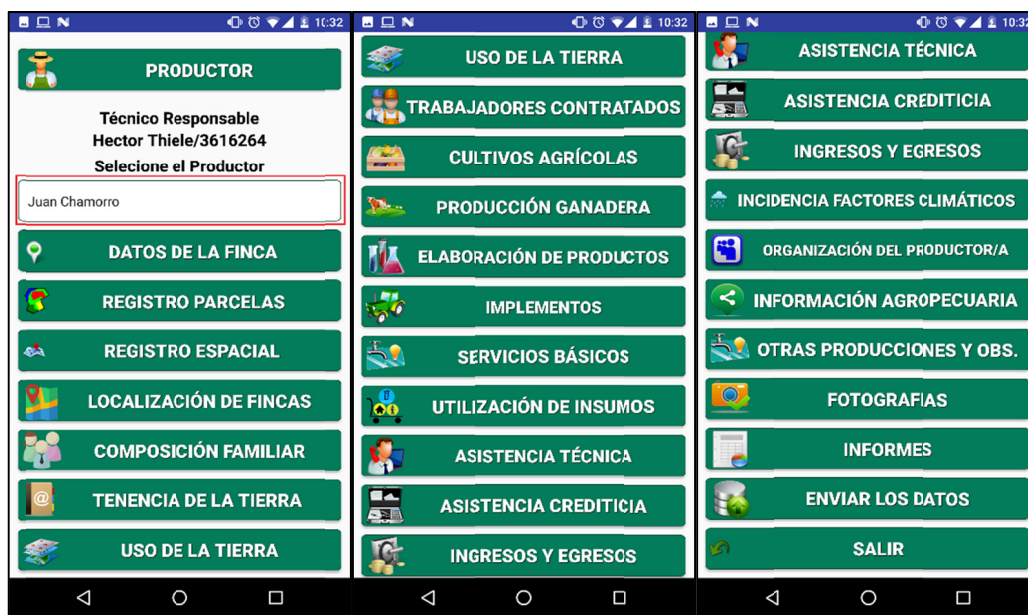 10:32
PRODUCTOR
Técnico Responsable
Hector Thiele/3616264
Selecione el Productor
Juan Chamorro
DATOS DE LA FINCA
REGISTRO PARCELAS
REGISTRO ESPACIAL
LOCALIZACIÓN DE FINCAS
COMPOSICIÓN FAMILIAR
TENENCIA DE LA TIERRA
USO DE LA TIERRA
10:32
USO DE LA TIERRA
TRABAJADORES CONTRATADOS
CULTIVOS AGRÍCOLAS
PRODUCCIÓN GANADERA
ELABORACIÓN DE PRODUCTOS
IMPLEMENTOS
SERVICIOS BÁSICOS
UTILIZACIÓN DE INSUMOS
ASISTENCIA TÉCNICA
ASISTENCIA CREDITICIA
INGRESOS Y EGRESOS
10:32
ASISTENCIA TÉCNICA
ASISTENCIA CREDITICIA
INGRESOS Y EGRESOS
INCIDENCIA FACTORES CLIMÁTICOS
ORGANIZACIÓN DEL PRODUCTOR/A
INFORMACIÓN AGROPECUARIA
OTRAS PRODUCCIONES Y OBS.
FOTOGRAFIAS
INFORMES
ENVIAR LOS DATOS
SALIR